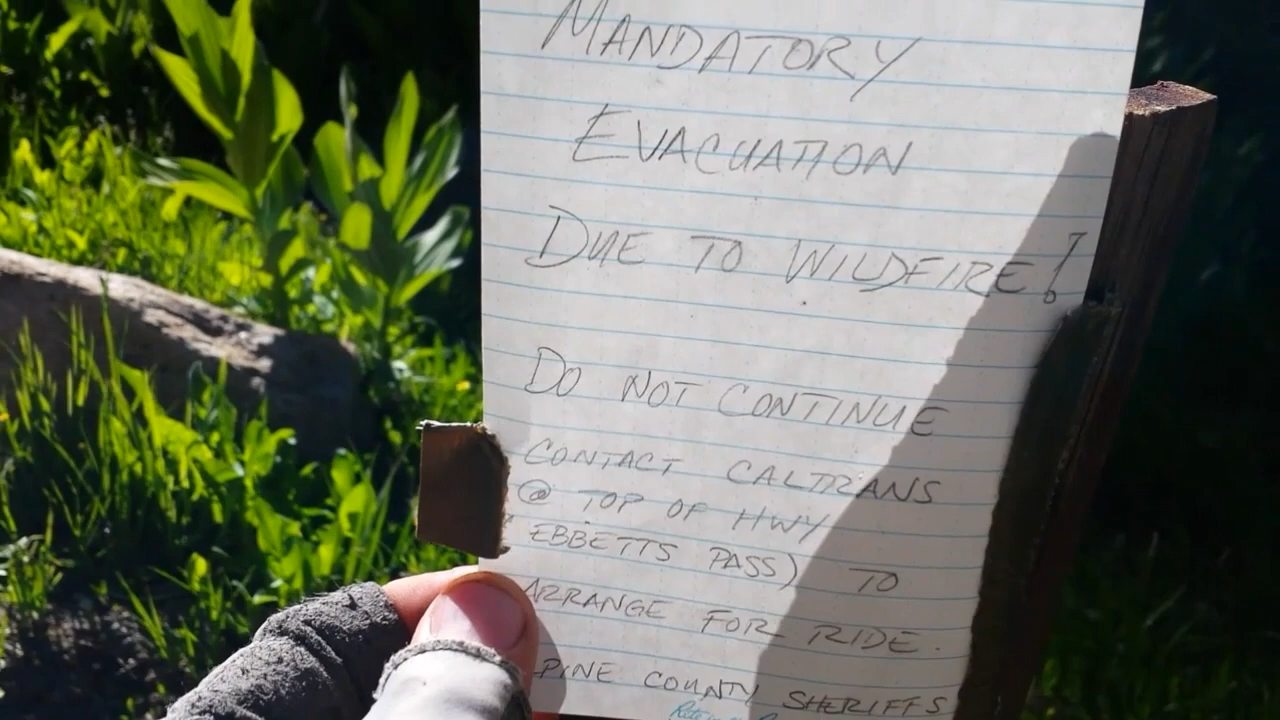 MANDATORY
EVACUATION
DUE TO WILDFIRE!
DO NOT CONTINUE
CONTACT CALTRANS
@ TOP OF HWY
EBBETTS PASS) TO
ARRANGE FOR RIDE.
PINE COUNTY SHERIFFS